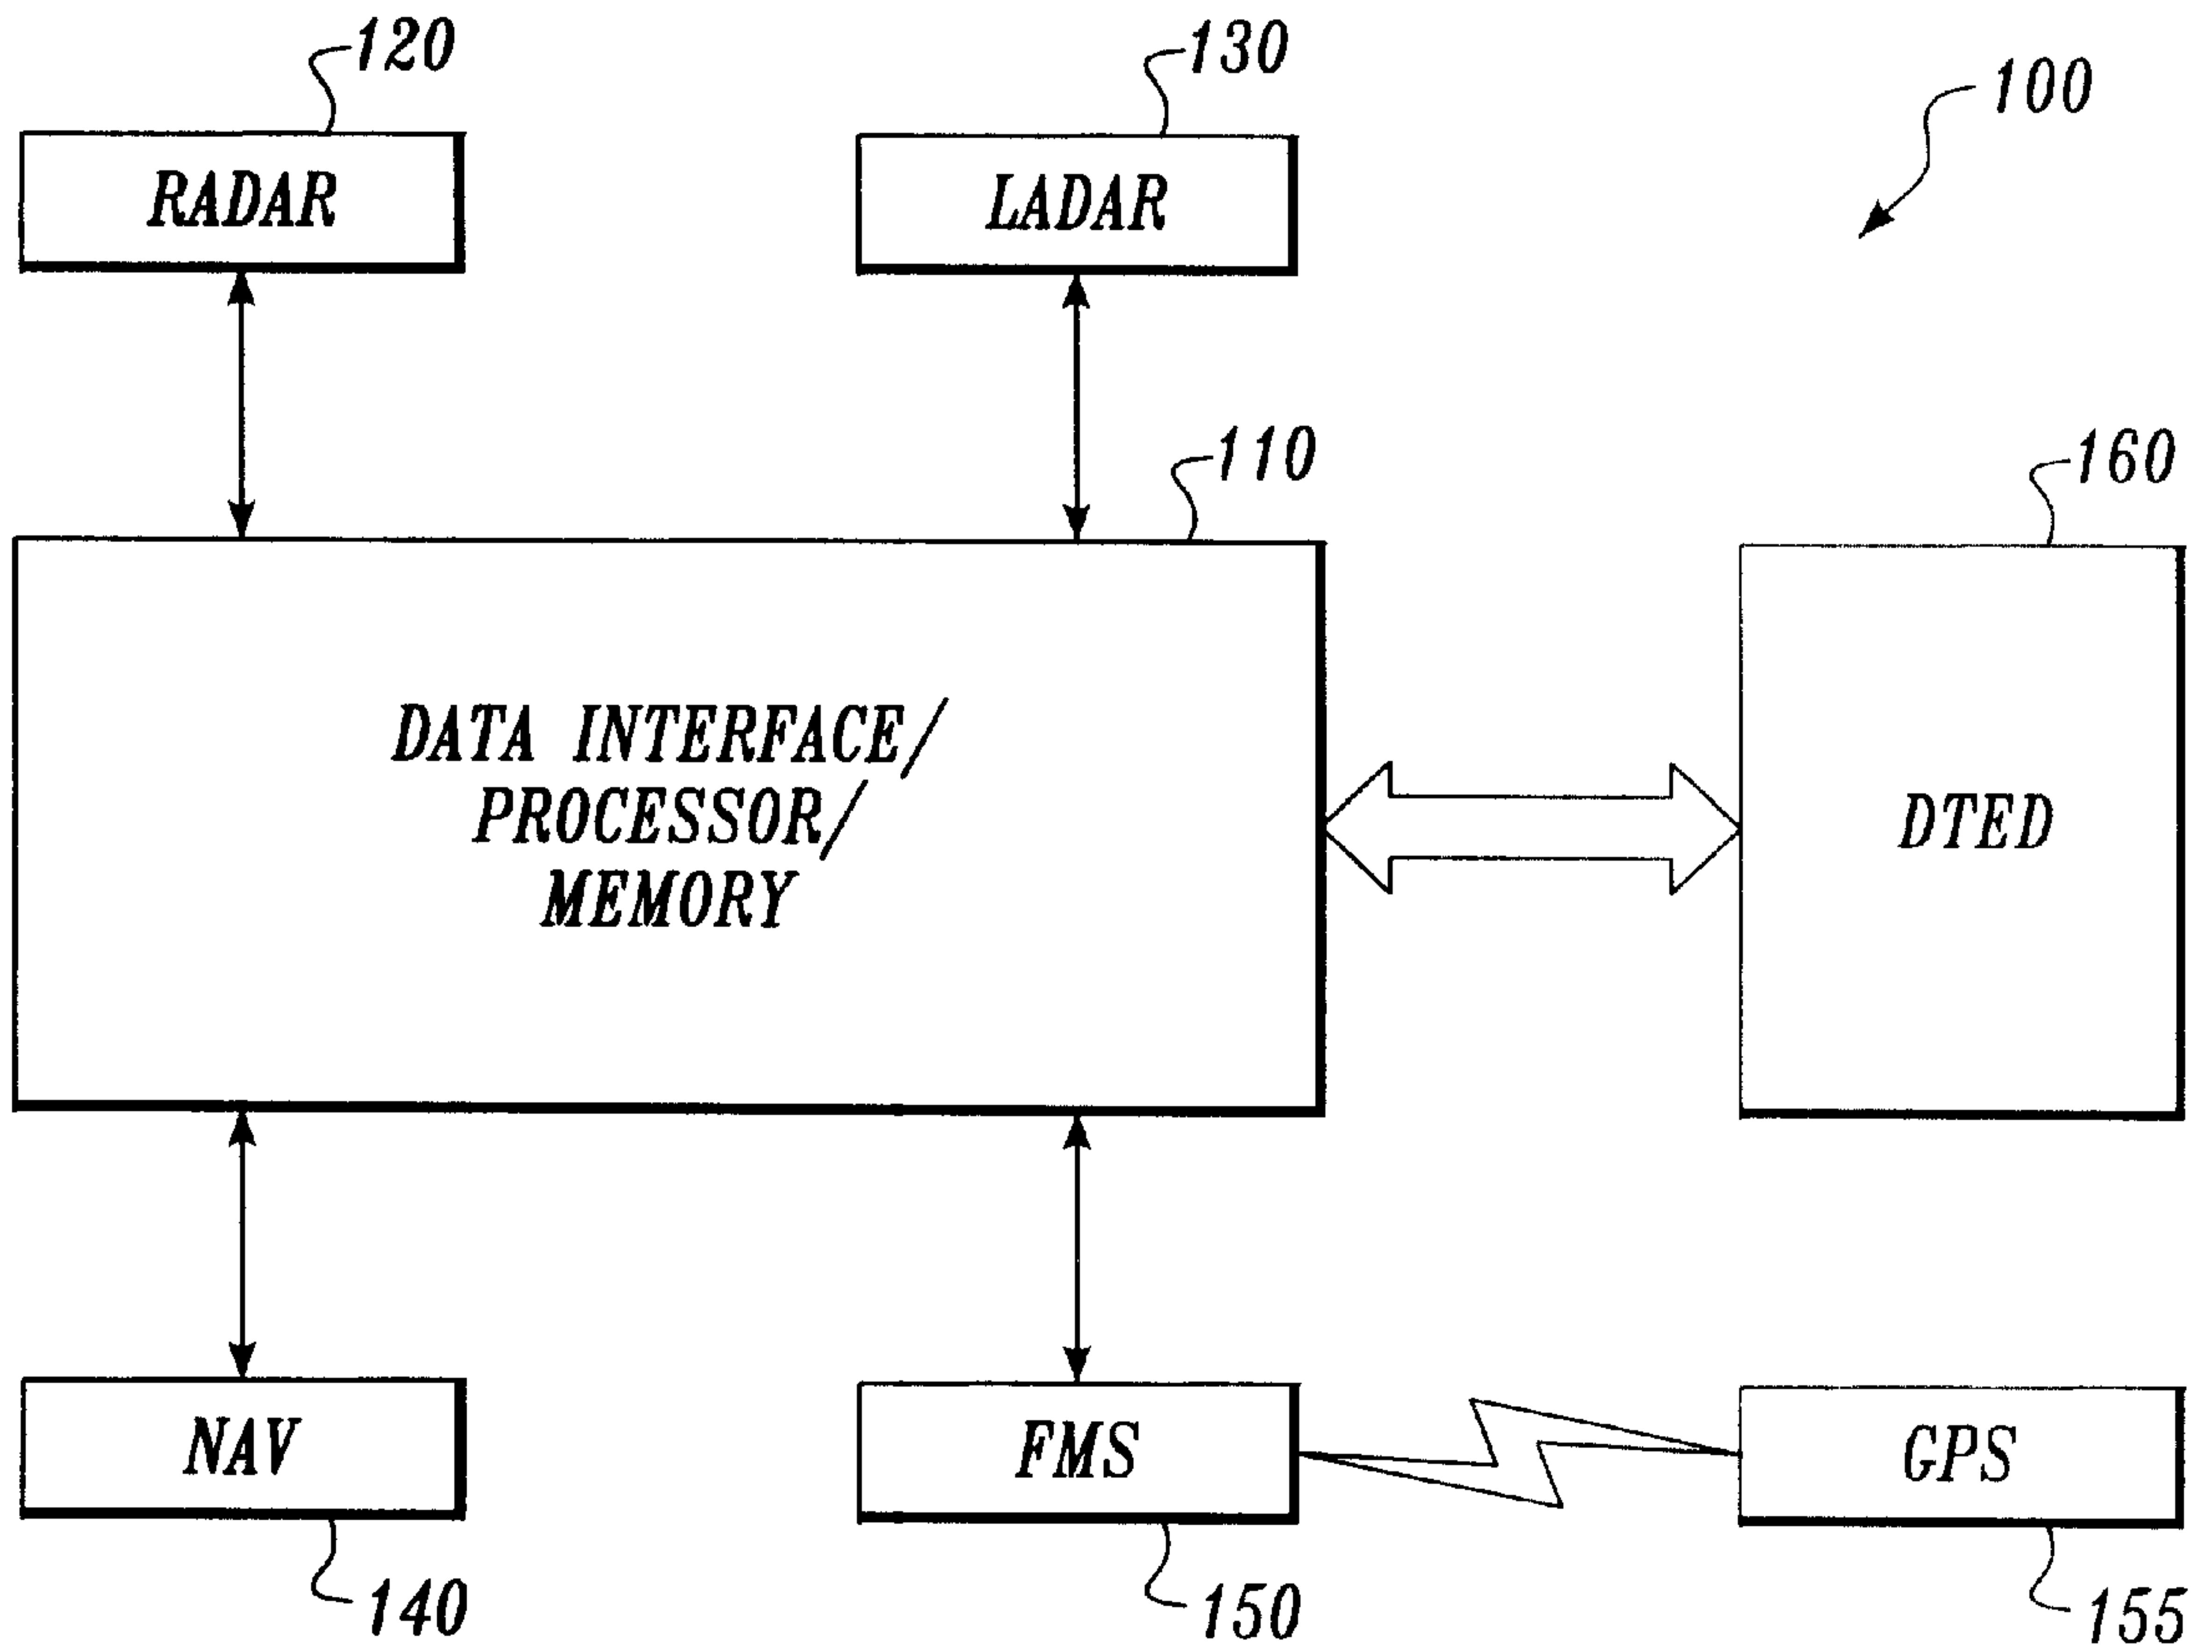 120
130
100
RADAR
LADAR
110
160
DATA INTERFACE/
PROCESSOR/
MEMORY
DTED
NAV
FMS
GPS
140
150
155